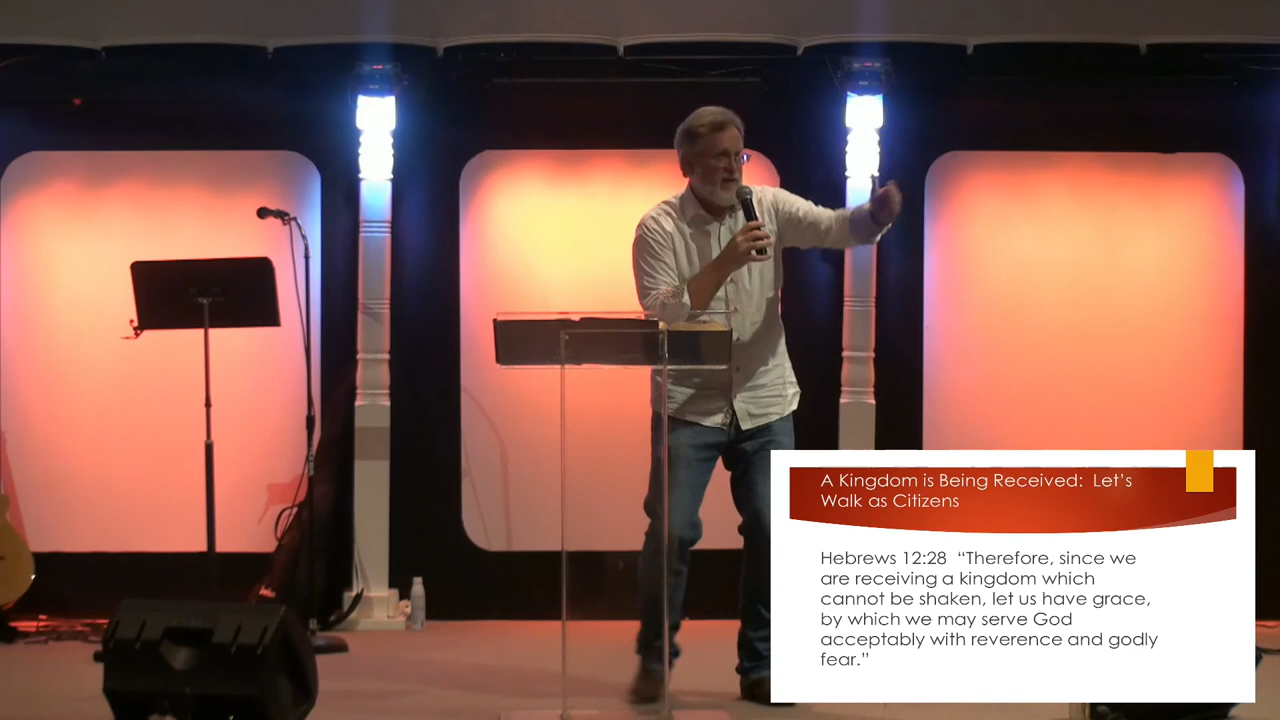 A Kingdom is Being Received:  Let's
Walk as Citizens
Hebrews 12:28  “Therefore, since we
are receiving a kingdom which
cannot be shaken, let us have grace,
by which we may serve God
acceptably with reverence and godly
fear.”